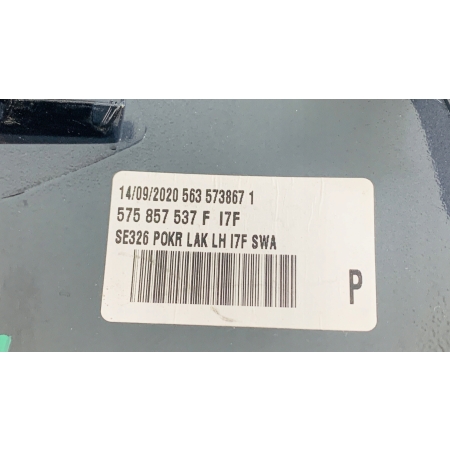 14/09/2020 563 573867 1
575 857 537 F I7F
SE326 POKR LAK LH I7F SWA
P